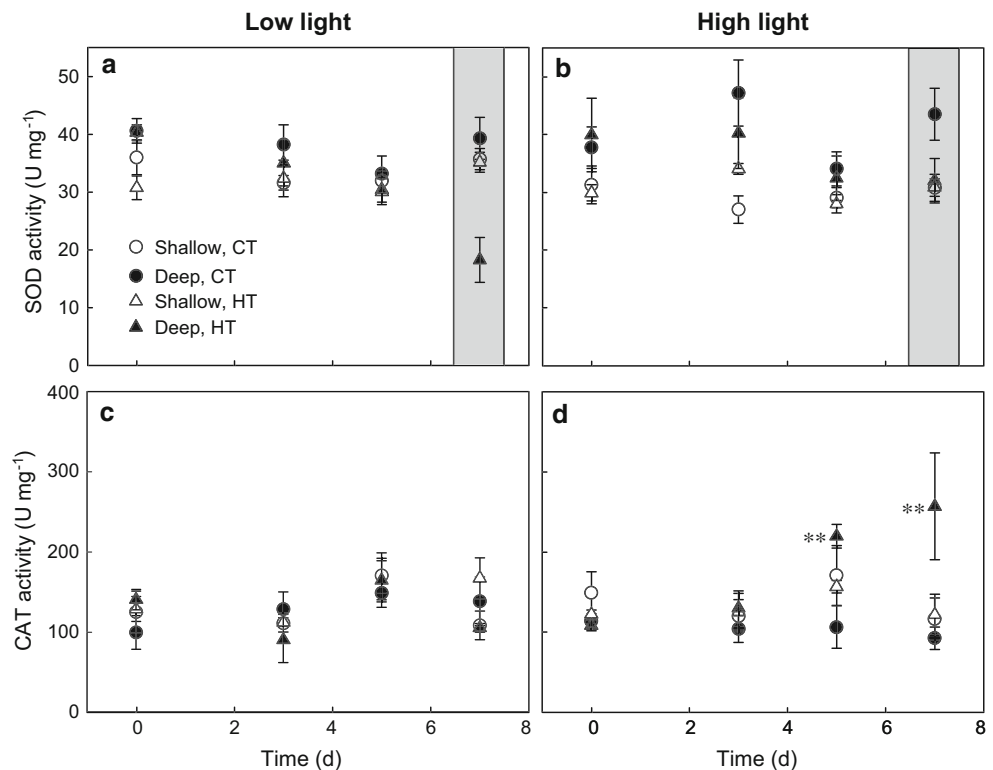 Low light
High light
a
b
50
40
30
20
10
0
SOD activity (U mg⁻¹)
Shallow, CT
Deep, CT
Shallow, HT
Deep, HT
c
d
400
300
200
100
0
CAT activity (U mg⁻¹)
**
**
0 2 4 6 8
0 2 4 6 8
Time (d)
Time (d)